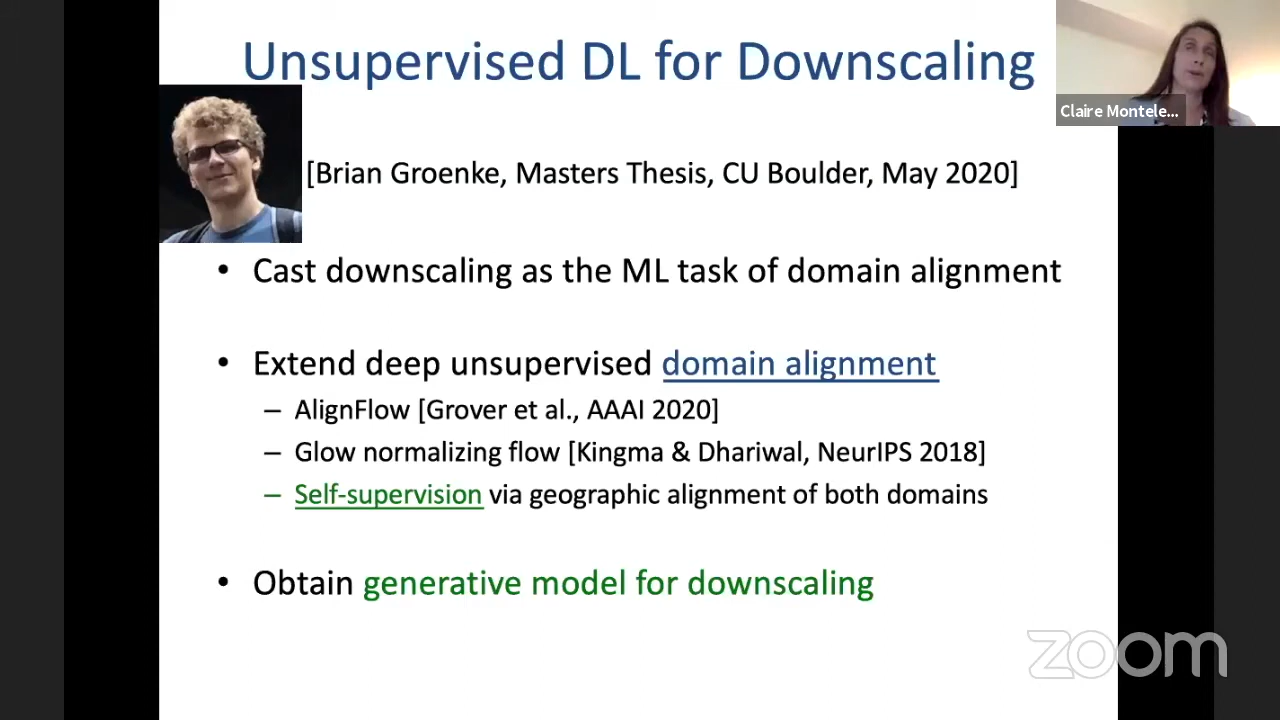 Unsupervised DL for Downscaling
Claire Montele...
[Brian Groenke, Masters Thesis, CU Boulder, May 2020]
• Cast downscaling as the ML task of domain alignment
• Extend deep unsupervised domain alignment
– AlignFlow [Grover et al., AAAI 2020]
– Glow normalizing flow [Kingma & Dhariwal, NeurIPS 2018]
– Self-supervision via geographic alignment of both domains
• Obtain generative model for downscaling
zoom